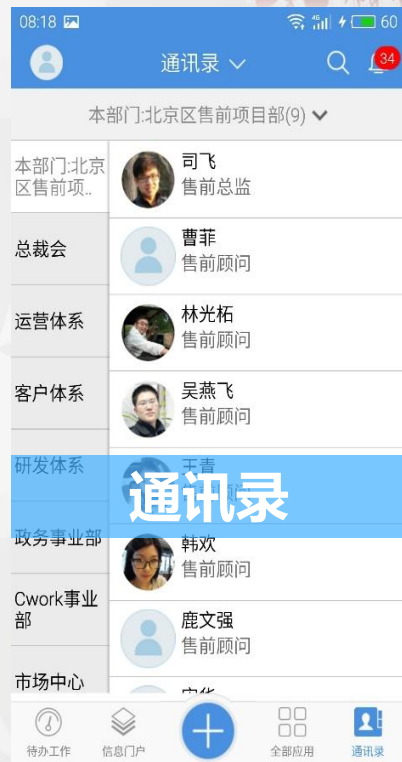 08:18
4G
60
通讯录
34
本部门:北京区售前项目部(9)
本部门:北京
区售前项..
总裁会
运营体系
客户体系
研发体系
政务事业部
Cwork事业
部
市场中心
司飞
售前总监
曹菲
售前顾问
林光柘
售前顾问
吴燕飞
售前顾问
王青
通讯录
韩欢
售前顾问
鹿文强
售前顾问
待办工作
信息门户
全部应用
通讯录